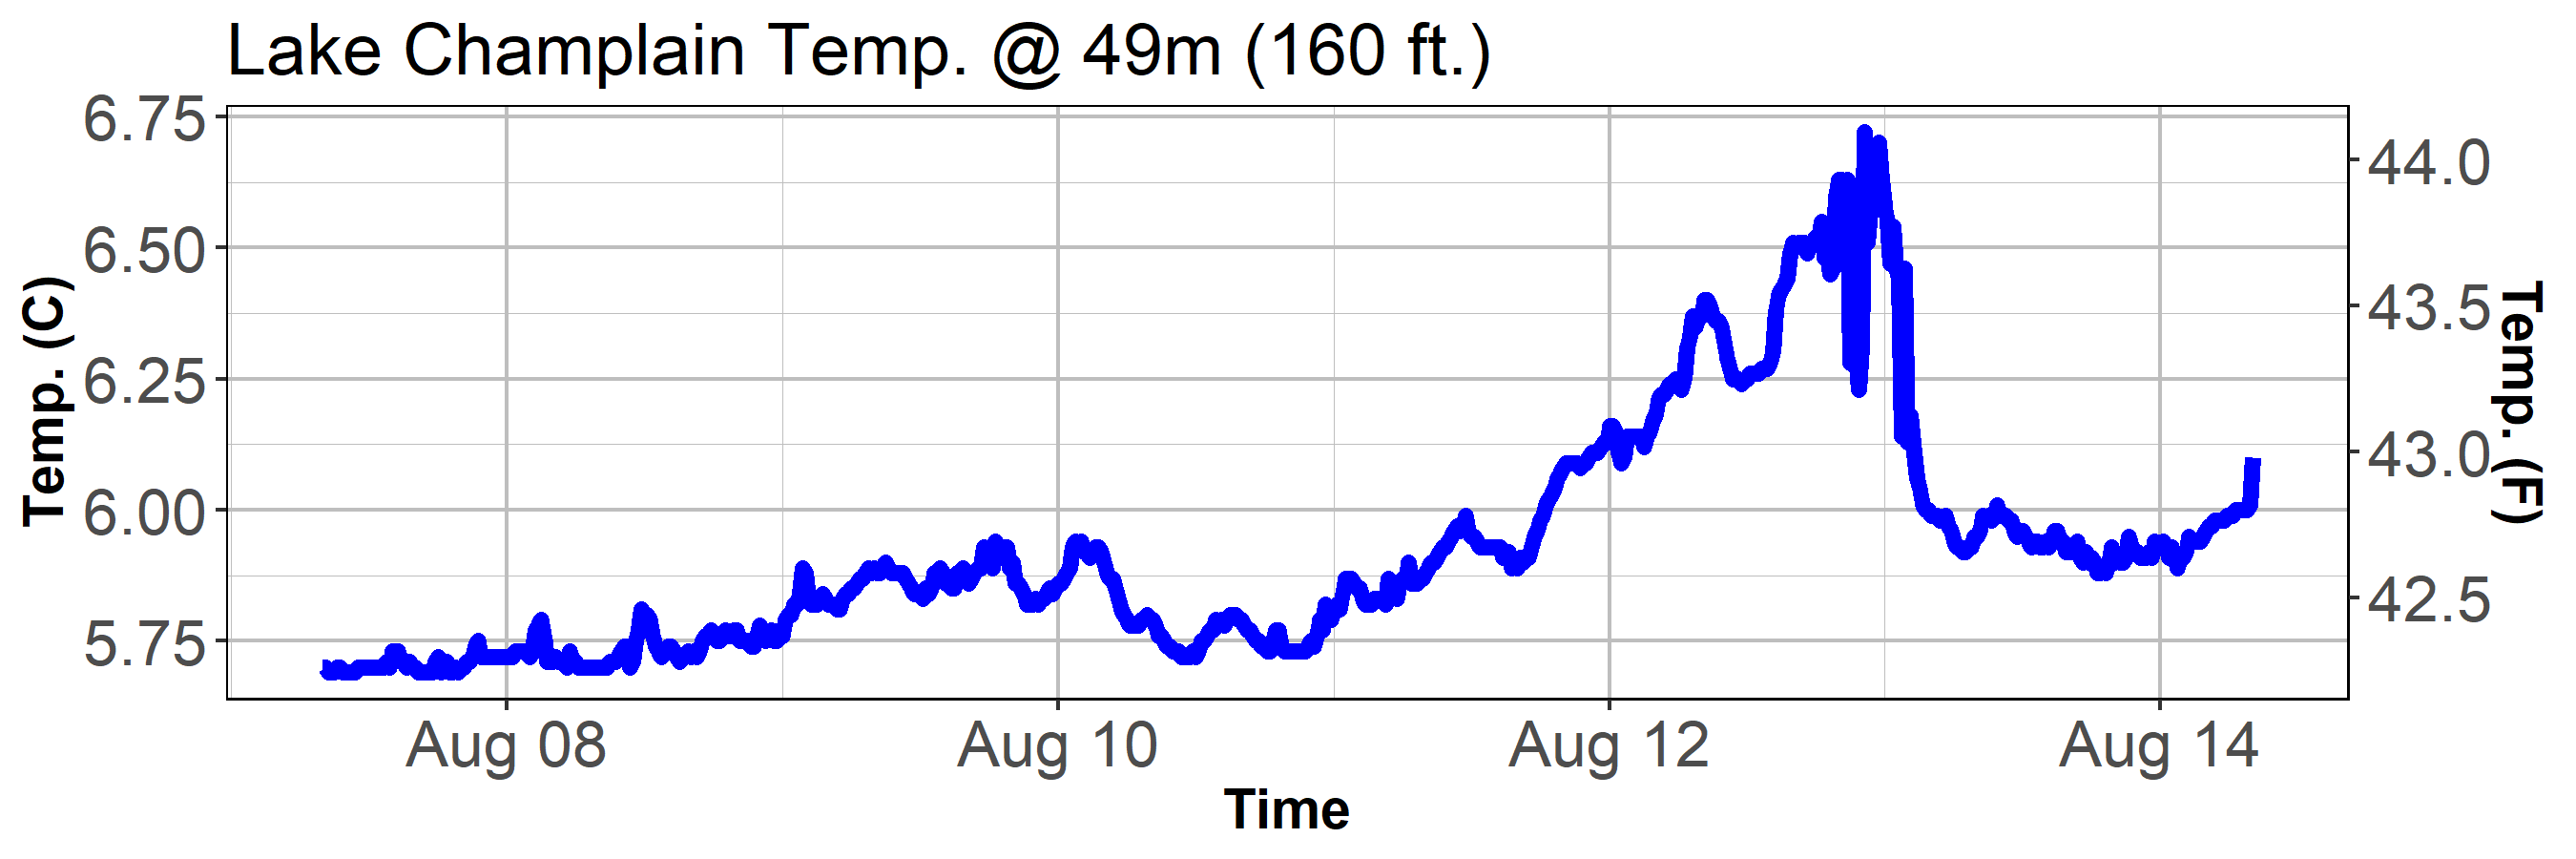 Lake Champlain Temp. @ 49m (160 ft.)
6.75
6.50
6.25
6.00
5.75
Temp. (C)
44.0
43.5
43.0
42.5
Temp. (F)
Aug 08
Aug 10
Aug 12
Aug 14
Time